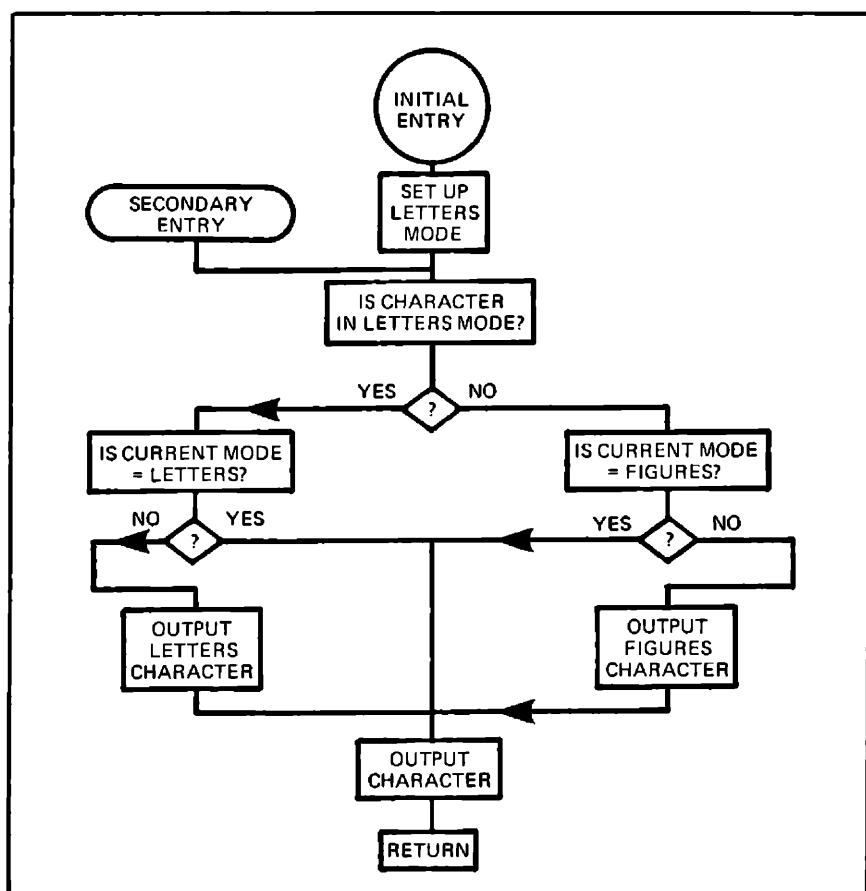 INITIAL
ENTRY
SET UP
LETTERS
MODE
SECONDARY
ENTRY
IS CHARACTER
IN LETTERS MODE?
YES
?
NO
IS CURRENT MODE
= LETTERS?
IS CURRENT MODE
= FIGURES?
NO
?
YES
YES
?
NO
OUTPUT
LETTERS
CHARACTER
OUTPUT
FIGURES
CHARACTER
OUTPUT
CHARACTER
RETURN